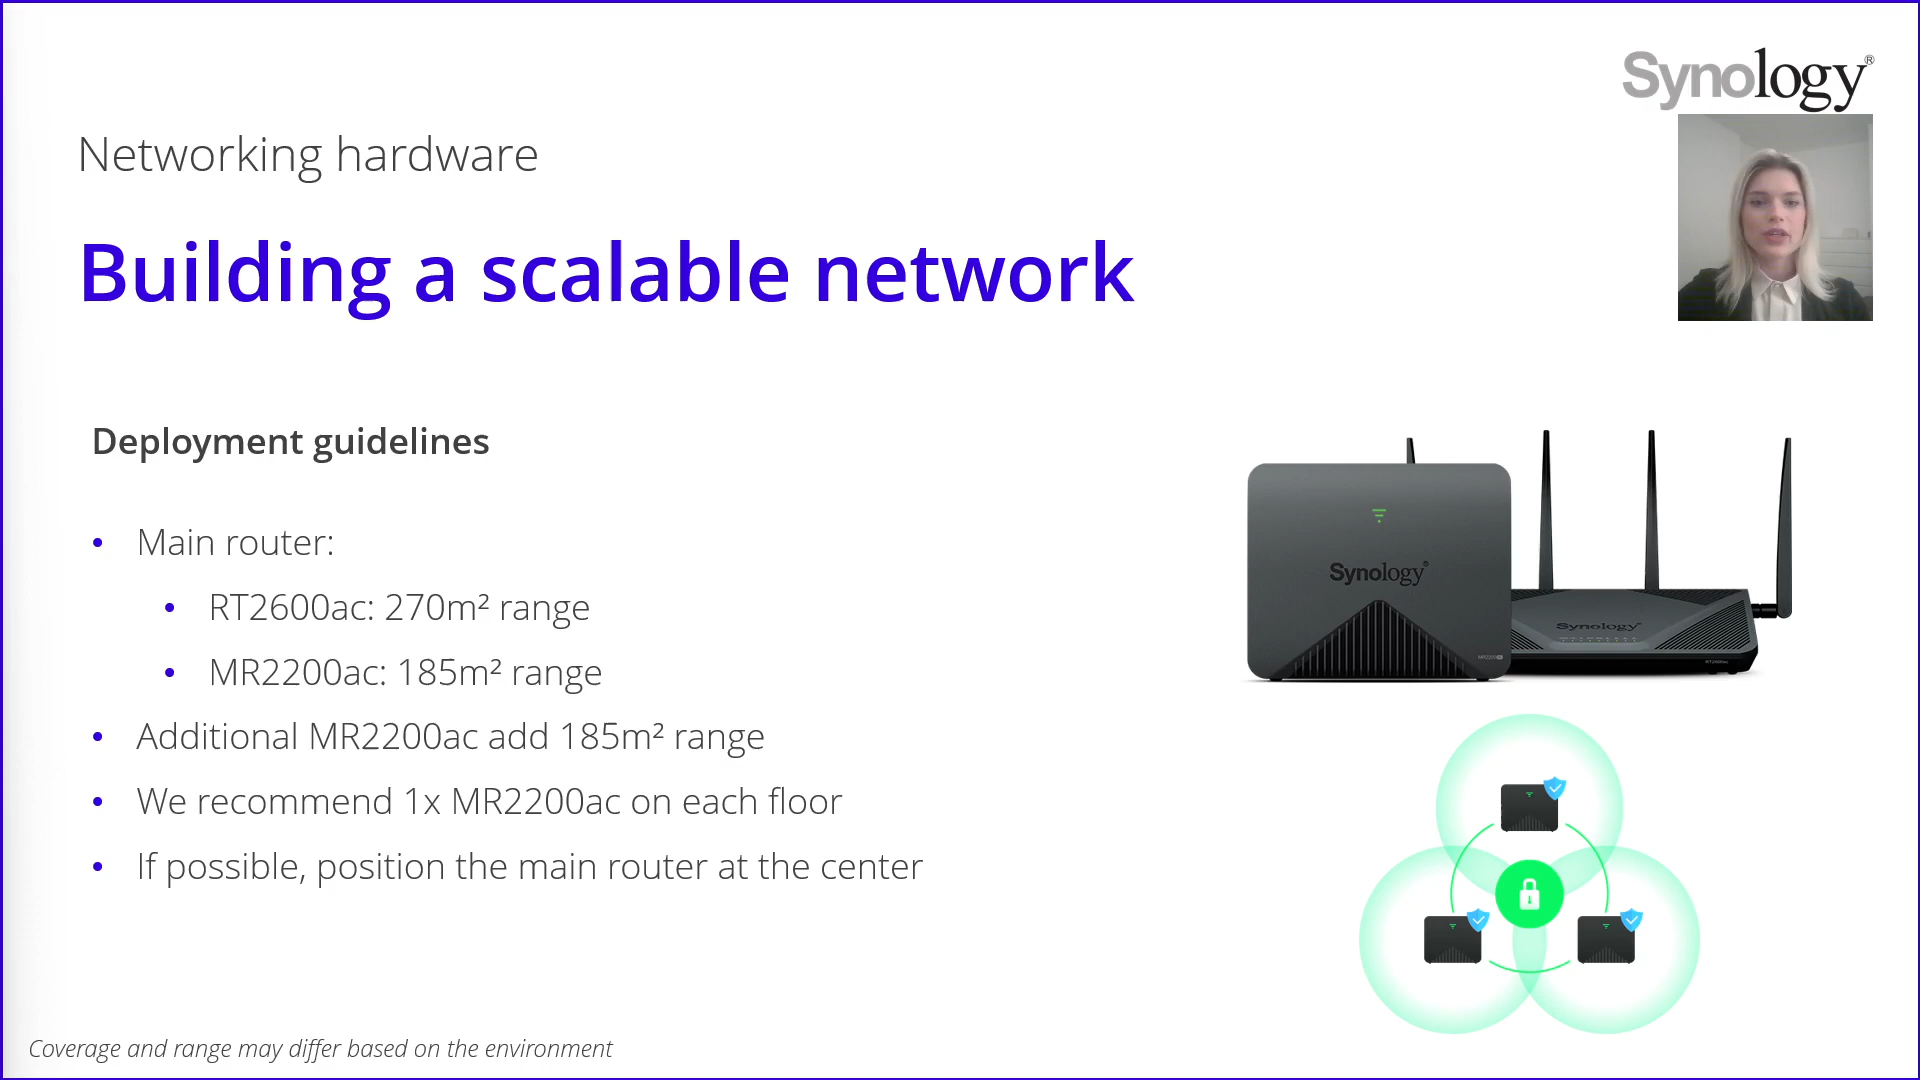 Synology®
Networking hardware
Building a scalable network
Deployment guidelines
• Main router:
• RT2600ac: 270m² range
• MR2200ac: 185m² range
• Additional MR2200ac add 185m² range
• We recommend 1x MR2200ac on each floor
• If possible, position the main router at the center
Synology®
Synology®
MR2200ac
RT2600ac
Coverage and range may differ based on the environment